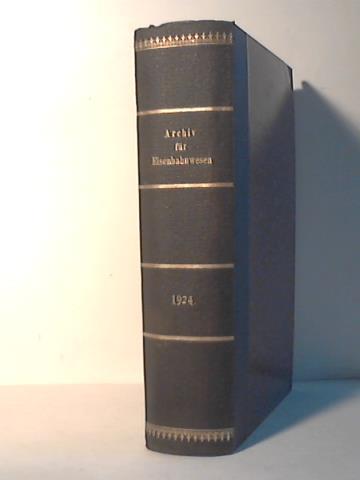 Archiv
für
Eisenbahnwesen
1924.